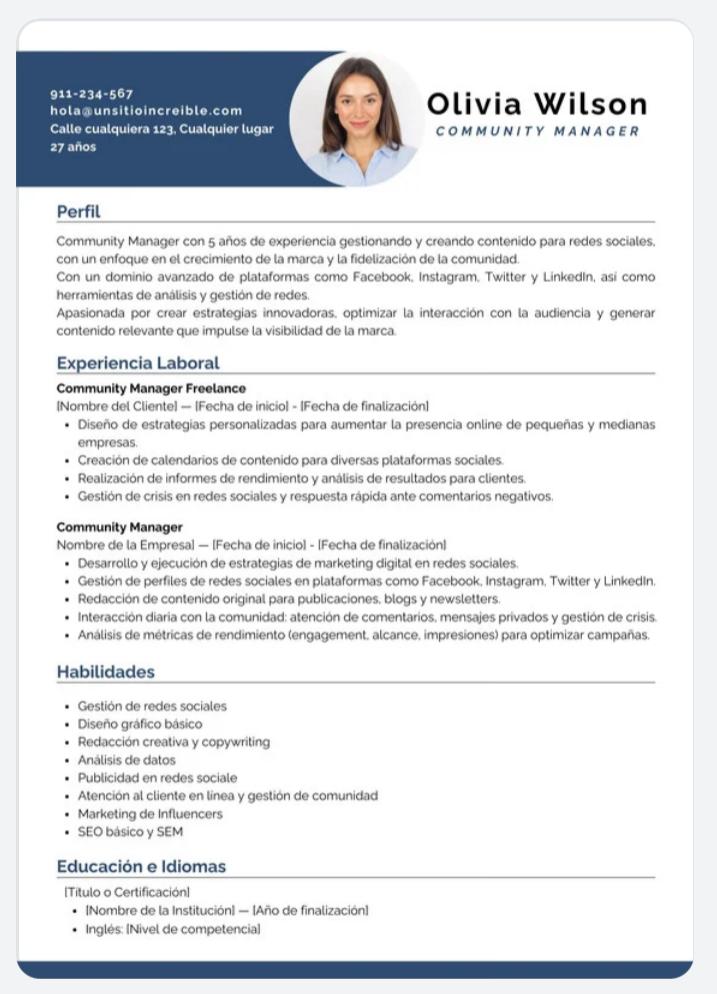 911-234-567
hola@unsitioincreible.com
Calle cualquiera 123, Cualquier lugar
27 años
Olivia Wilson
COMMUNITY MANAGER
Perfil
Community Manager con 5 años de experiencia gestionando y creando contenido para redes sociales,
con un enfoque en el crecimiento de la marca y la fidelización de la comunidad.
Con un dominio avanzado de plataformas como Facebook, Instagram, Twitter y LinkedIn, así como
herramientas de análisis y gestión de redes.
Apasionada por crear estrategias innovadoras, optimizar la interacción con la audiencia y generar
contenido relevante que impulse la visibilidad de la marca.
Experiencia Laboral
Community Manager Freelance
[Nombre del Cliente] — [Fecha de inicio] - [Fecha de finalización]
• Diseño de estrategias personalizadas para aumentar la presencia online de pequeñas y medianas
empresas.
• Creación de calendarios de contenido para diversas plataformas sociales.
• Realización de informes de rendimiento y análisis de resultados para clientes.
• Gestión de crisis en redes sociales y respuesta rápida ante comentarios negativos.
Community Manager
Nombre de la Empresa] — [Fecha de inicio] - [Fecha de finalización]
• Desarrollo y ejecución de estrategias de marketing digital en redes sociales.
• Gestión de perfiles de redes sociales en plataformas como Facebook, Instagram, Twitter y LinkedIn.
• Redacción de contenido original para publicaciones, blogs y newsletters.
• Interacción diaria con la comunidad: atención de comentarios, mensajes privados y gestión de crisis.
• Análisis de métricas de rendimiento (engagement, alcance, impresiones) para optimizar campañas.
Habilidades
• Gestión de redes sociales
• Diseño gráfico básico
• Redacción creativa y copywriting
• Análisis de datos
• Publicidad en redes sociale
• Atención al cliente en línea y gestión de comunidad
• Marketing de Influencers
• SEO básico y SEM
Educación e Idiomas
[Título o Certificación]
• [Nombre de la Institución] — [Año de finalización]
• Inglés: [Nivel de competencia]